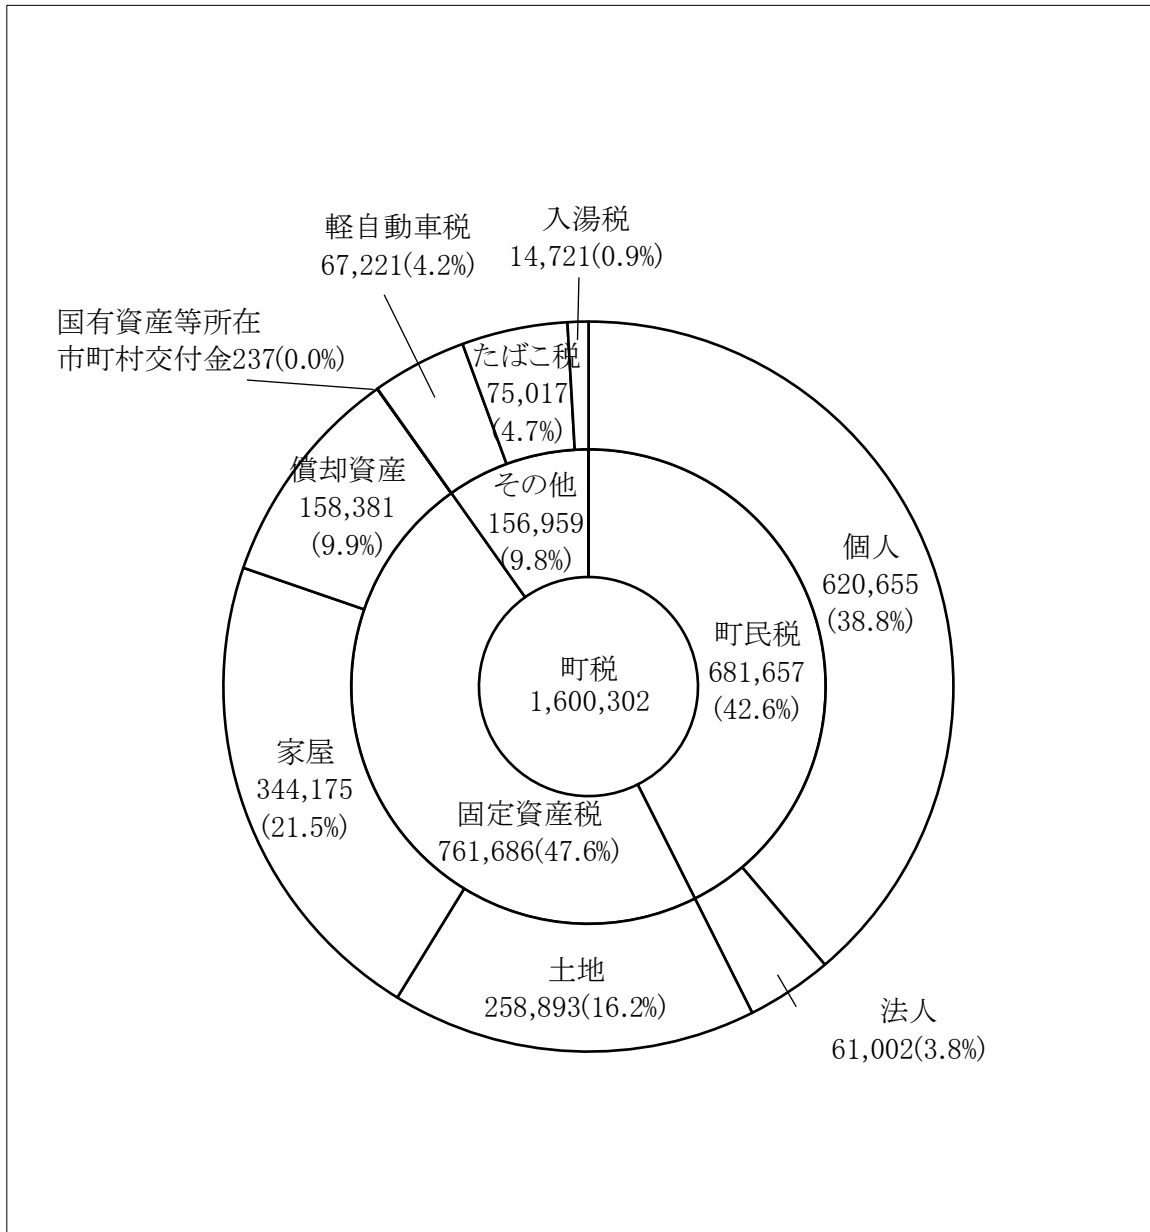 軽自動車税
67,221(4.2%)
入湯税
14,721(0.9%)
国有資産等所在
市町村交付金237(0.0%)
たばこ税
75,017
(4.7%)
償却資産
158,381
(9.9%)
その他
156,959
(9.8%)
個人
620,655
(38.8%)
町民税
681,657
(42.6%)
町税
1,600,302
家屋
344,175
(21.5%)
固定資産税
761,686(47.6%)
土地
258,893(16.2%)
法人
61,002(3.8%)